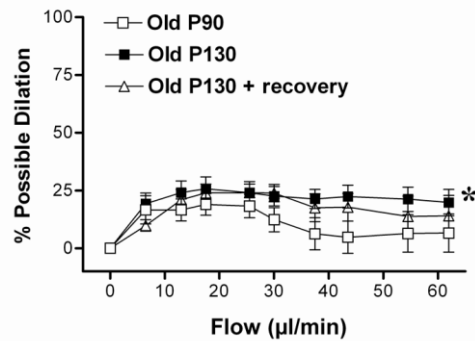 100
75
50
25
0
% Possible Dilation
Old P90
Old P130
Old P130 + recovery
*
0 10 20 30 40 50 60
Flow (µl/min)